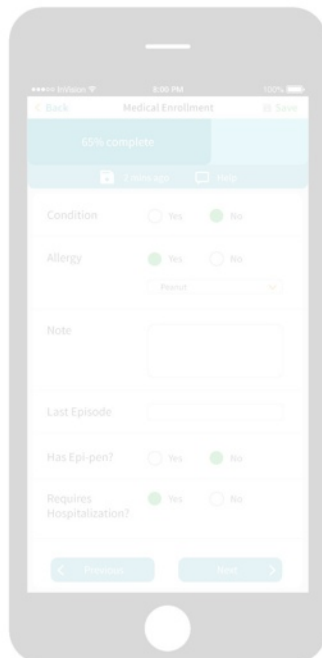 ●●●●○ InVision 9:00 PM 100%
< Back Medical Enrollment Save
65% complete
2 mins ago Help
Condition Yes No
Allergy Yes No
Peanut
Note
Last Episode
Has Epi-pen? Yes No
Requires Yes No
Hospitalization?
< Previous Next >